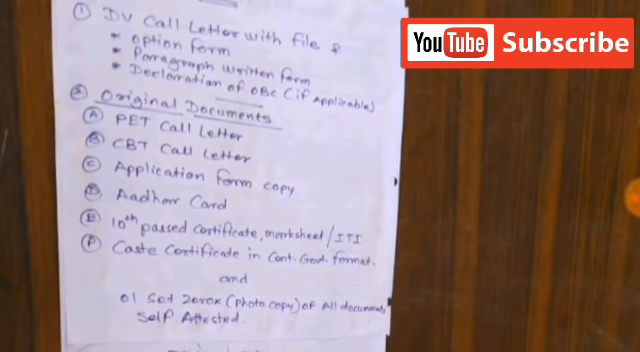 ① DV Call Letter with file &
* option form
* Paragraph written form
* Declaration of OBC (if Applicable)
② Original Documents
Ⓐ PET Call Letter
Ⓑ CBT Call Letter
Ⓒ Application form copy
Ⓓ Aadhar Card
Ⓔ 10th passed certificate, marksheet/ITI
Ⓕ Caste Certificate in Cent. Govt. format.
and
01 Set Zerox (Photo copy) of All documents
Self Attested.
YouTube Subscribe